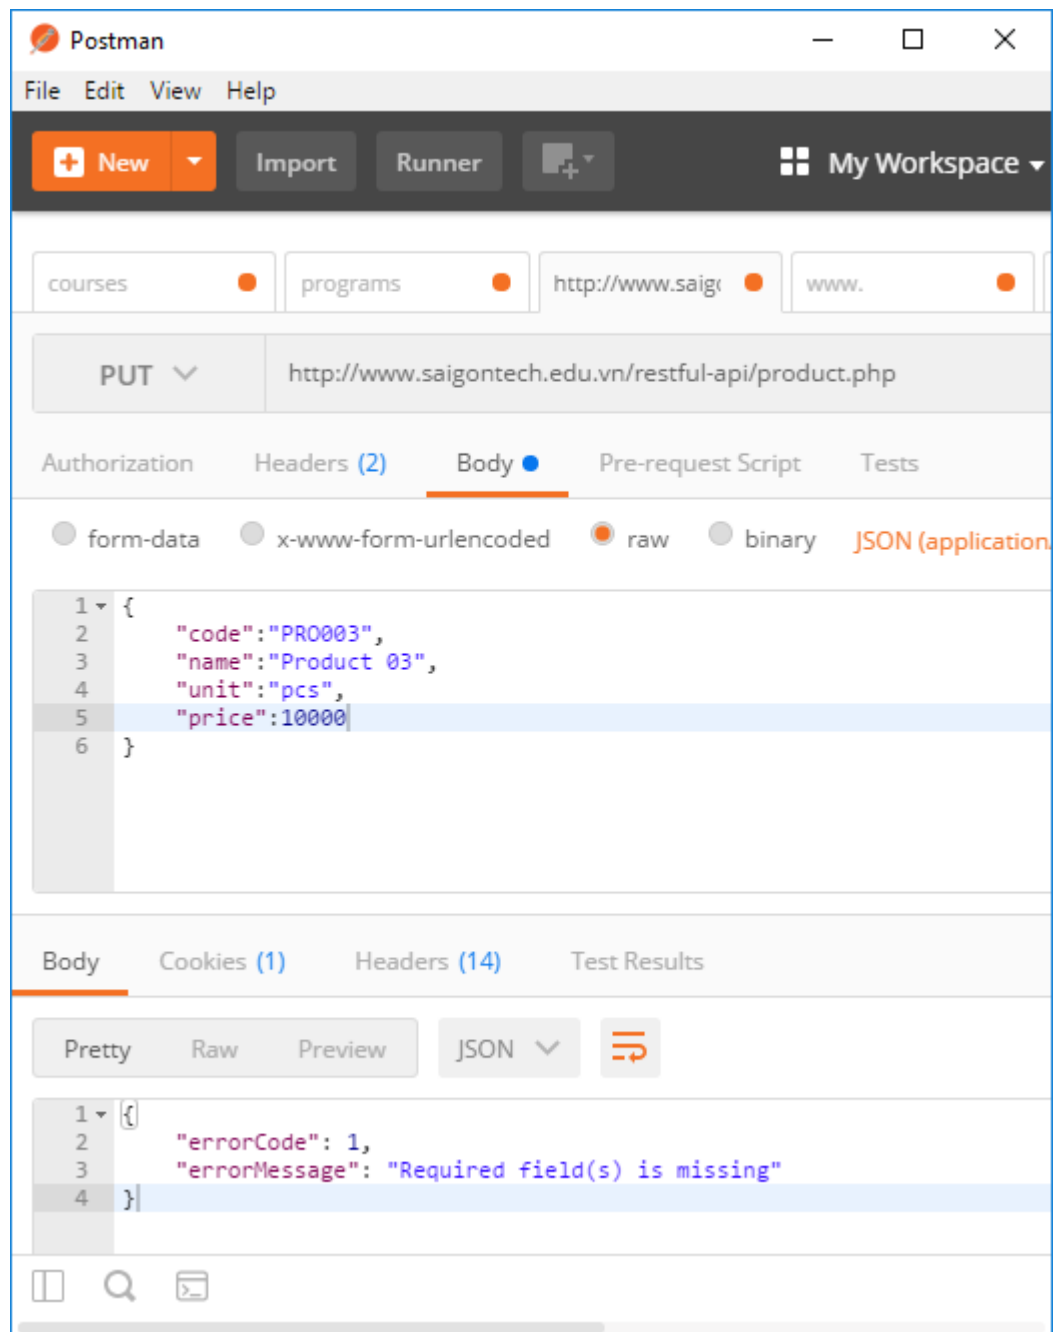 Postman
File Edit View Help
New Import Runner My Workspace
courses programs http://www.saig www.
PUT http://www.saigontech.edu.vn/restful-api/product.php
Authorization Headers (2) Body Pre-request Script Tests
form-data x-www-form-urlencoded raw binary JSON (application
1 {
2 "code":"PRO003",
3 "name":"Product 03",
4 "unit":"pcs",
5 "price":10000
6 }
Body Cookies (1) Headers (14) Test Results
Pretty Raw Preview JSON
1 {
2 "errorCode": 1,
3 "errorMessage": "Required field(s) is missing"
4 }